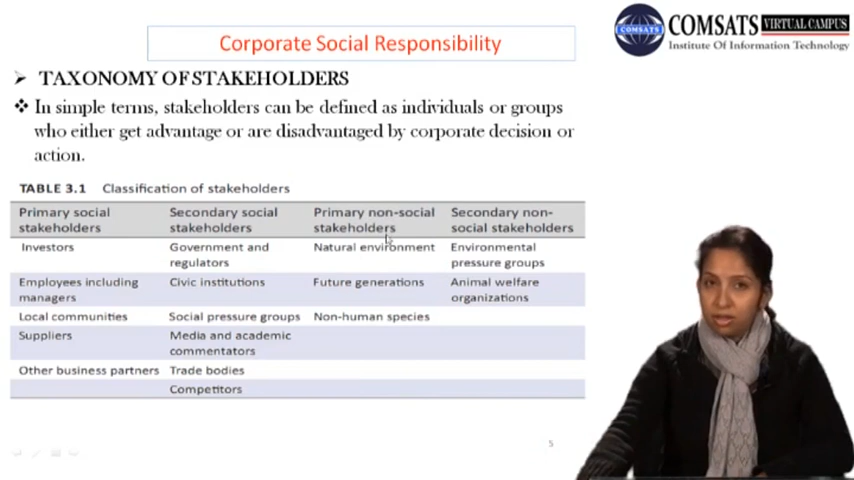 Corporate Social Responsibility
COMSATS VIRTUAL CAMPUS
Institute Of Information Technology
COMSATS
➢ TAXONOMY OF STAKEHOLDERS
❖ In simple terms, stakeholders can be defined as individuals or groups
who either get advantage or are disadvantaged by corporate decision or
action.
TABLE 3.1 Classification of stakeholders
Primary social Secondary social Primary non-social Secondary non-
stakeholders stakeholders stakeholders social stakeholders
Investors Government and Natural environment Environmental
regulators pressure groups
Employees including Civic institutions Future generations Animal welfare
managers organizations
Local communities Social pressure groups Non-human species
Suppliers Media and academic
commentators
Other business partners Trade bodies
Competitors
5